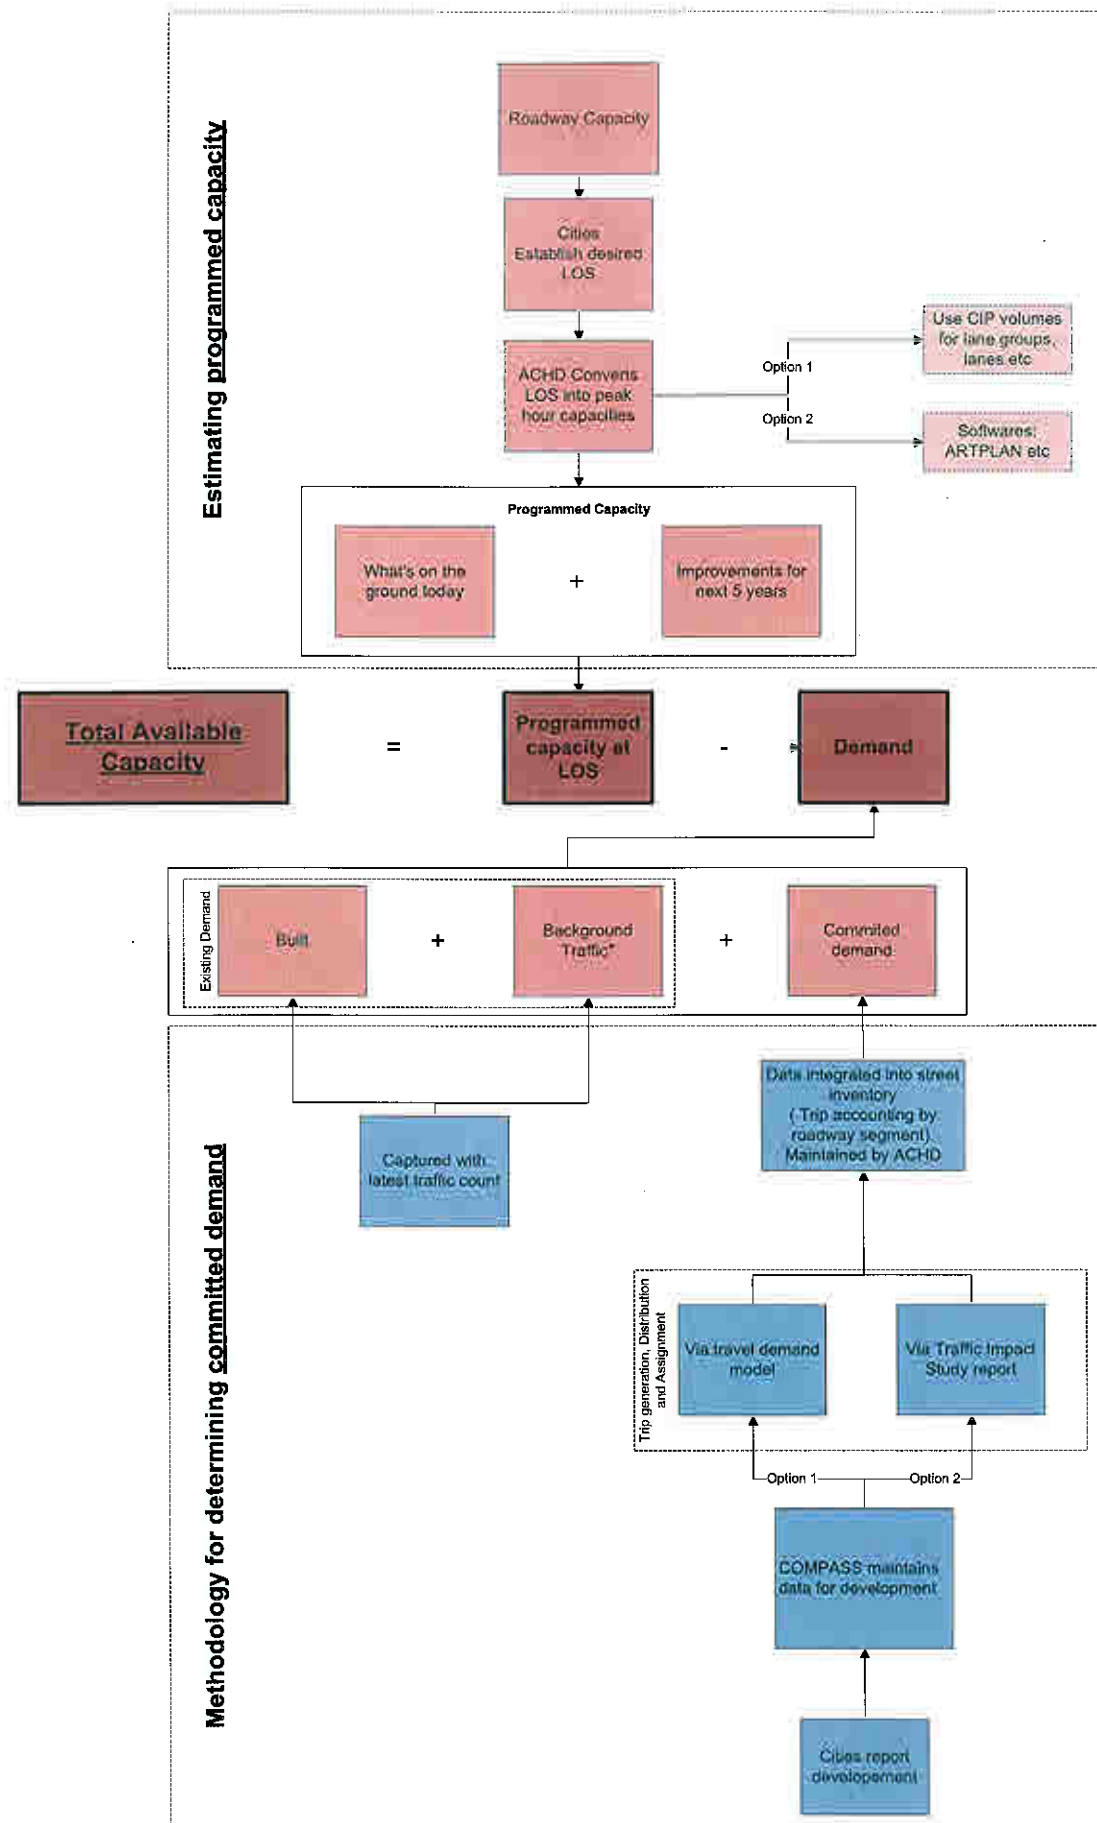 Estimating programmed capacity
Roadway Capacity
Cities
Establish desired
LOS
ACHD Converts
LOS into peak
hour capacities
Option 1
Use CIP volumes
for lane groups,
lanes etc
Option 2
Softwares:
ARTPLAN etc
Programmed Capacity
What's on the
ground today
+
Improvements for
next 5 years
Total Available
Capacity
=
Programmed
capacity at
LOS
-
Demand
Existing Demand
Built
+
Background
Traffic*
+
Commited
demand
Methodology for determining committed demand
Captured with
latest traffic count
Data integrated into street
inventory
( Trip accounting by
roadway segment)
Maintained by ACHD
Trip generation, Distribution
and Assignment
Via travel demand
model
Via Traffic Impact
Study report
Option 1
Option 2
COMPASS maintains
data for development
Cities report
developement